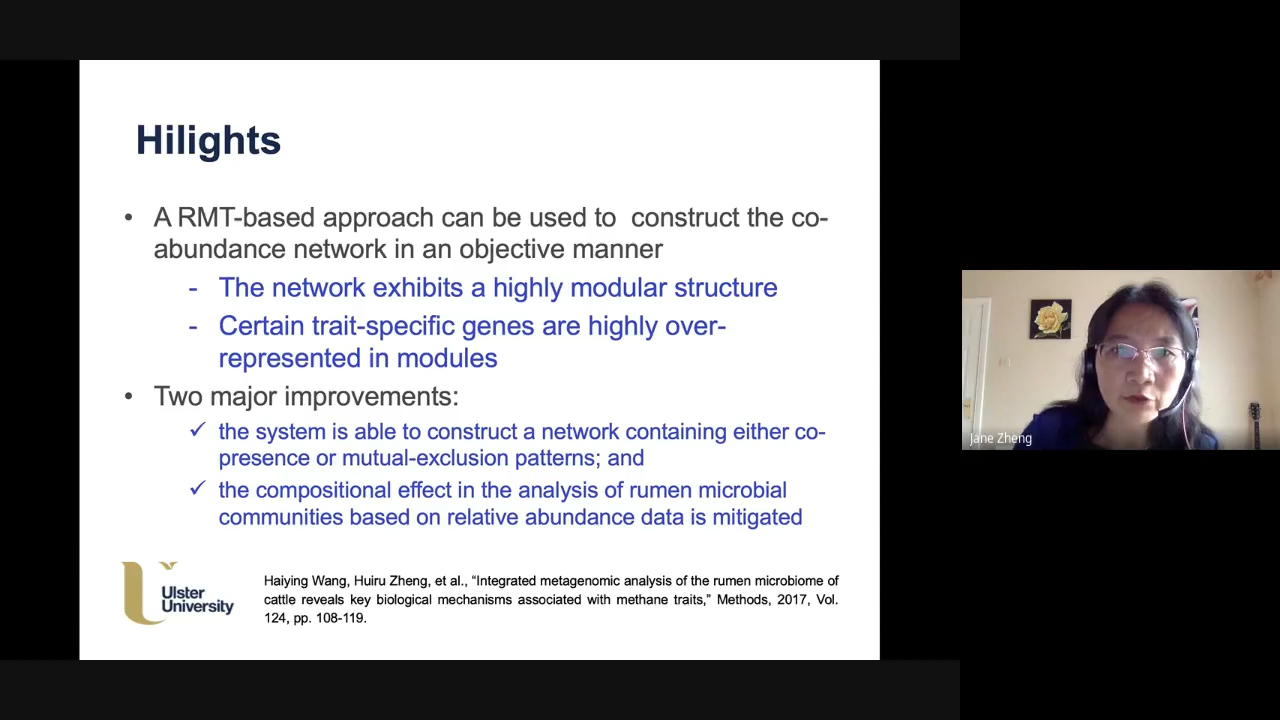 Hilights
• A RMT-based approach can be used to  construct the co-
abundance network in an objective manner
- The network exhibits a highly modular structure
- Certain trait-specific genes are highly over-
represented in modules
• Two major improvements:
✓ the system is able to construct a network containing either co-
presence or mutual-exclusion patterns; and
✓ the compositional effect in the analysis of rumen microbial
communities based on relative abundance data is mitigated
Ulster
University
Haiying Wang, Huiru Zheng, et al., “Integrated metagenomic analysis of the rumen microbiome of
cattle reveals key biological mechanisms associated with methane traits,” Methods, 2017, Vol.
124, pp. 108-119.
Jane Zheng